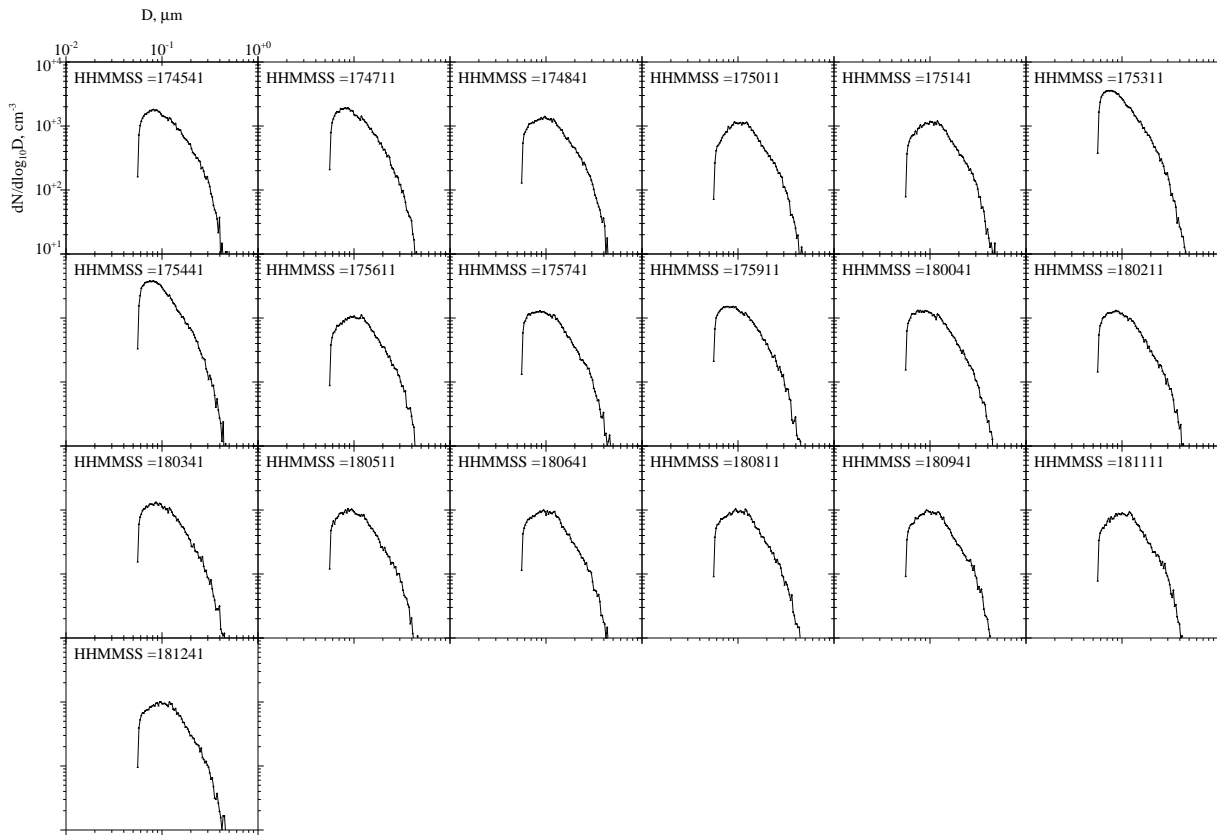 D, μm
10-2 10-1 10+0
dN/dlog10D, cm-3
10+4
10+3
10+2
10+1
HHMMSS =174541
HHMMSS =174711
HHMMSS =174841
HHMMSS =175011
HHMMSS =175141
HHMMSS =175311
HHMMSS =175441
HHMMSS =175611
HHMMSS =175741
HHMMSS =175911
HHMMSS =180041
HHMMSS =180211
HHMMSS =180341
HHMMSS =180511
HHMMSS =180641
HHMMSS =180811
HHMMSS =180941
HHMMSS =181111
HHMMSS =181241